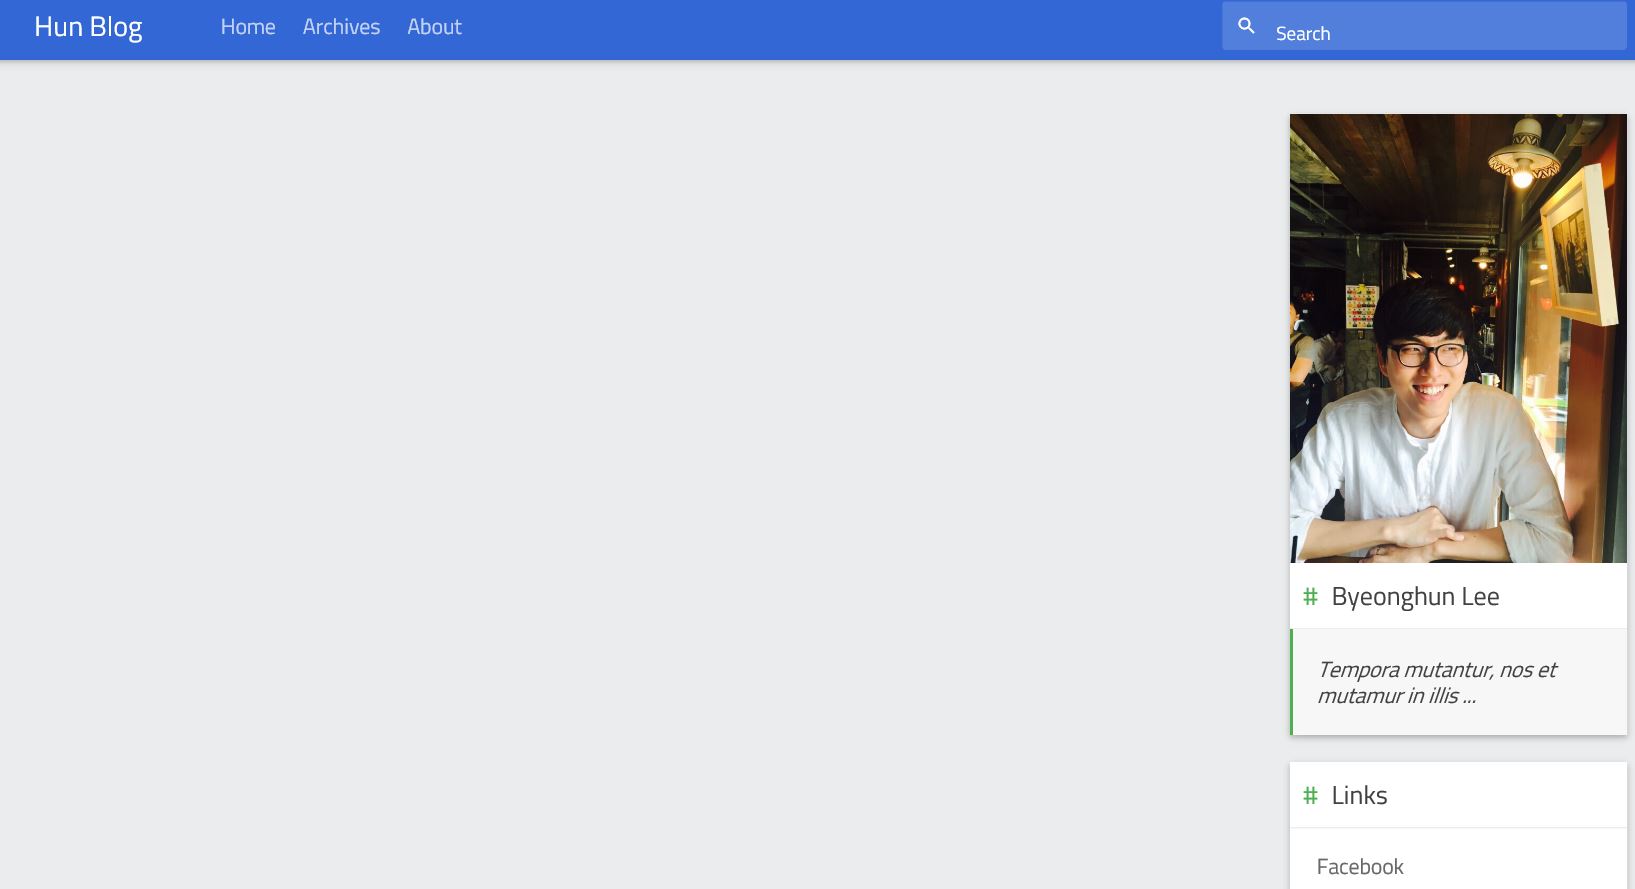 Hun Blog
Home
Archives
About
Search
# Byeonghun Lee
Tempora mutantur, nos et
mutamur in illis ...
# Links
Facebook